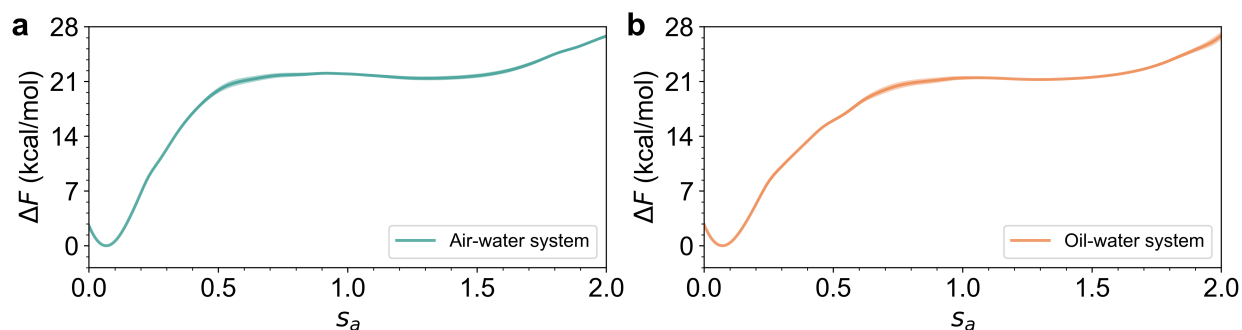 a
ΔF (kcal/mol)
28
21
14
7
0
Air-water system
0.0 0.5 1.0 1.5 2.0
sₐ
b
ΔF (kcal/mol)
28
21
14
7
0
Oil-water system
0.0 0.5 1.0 1.5 2.0
sₐ